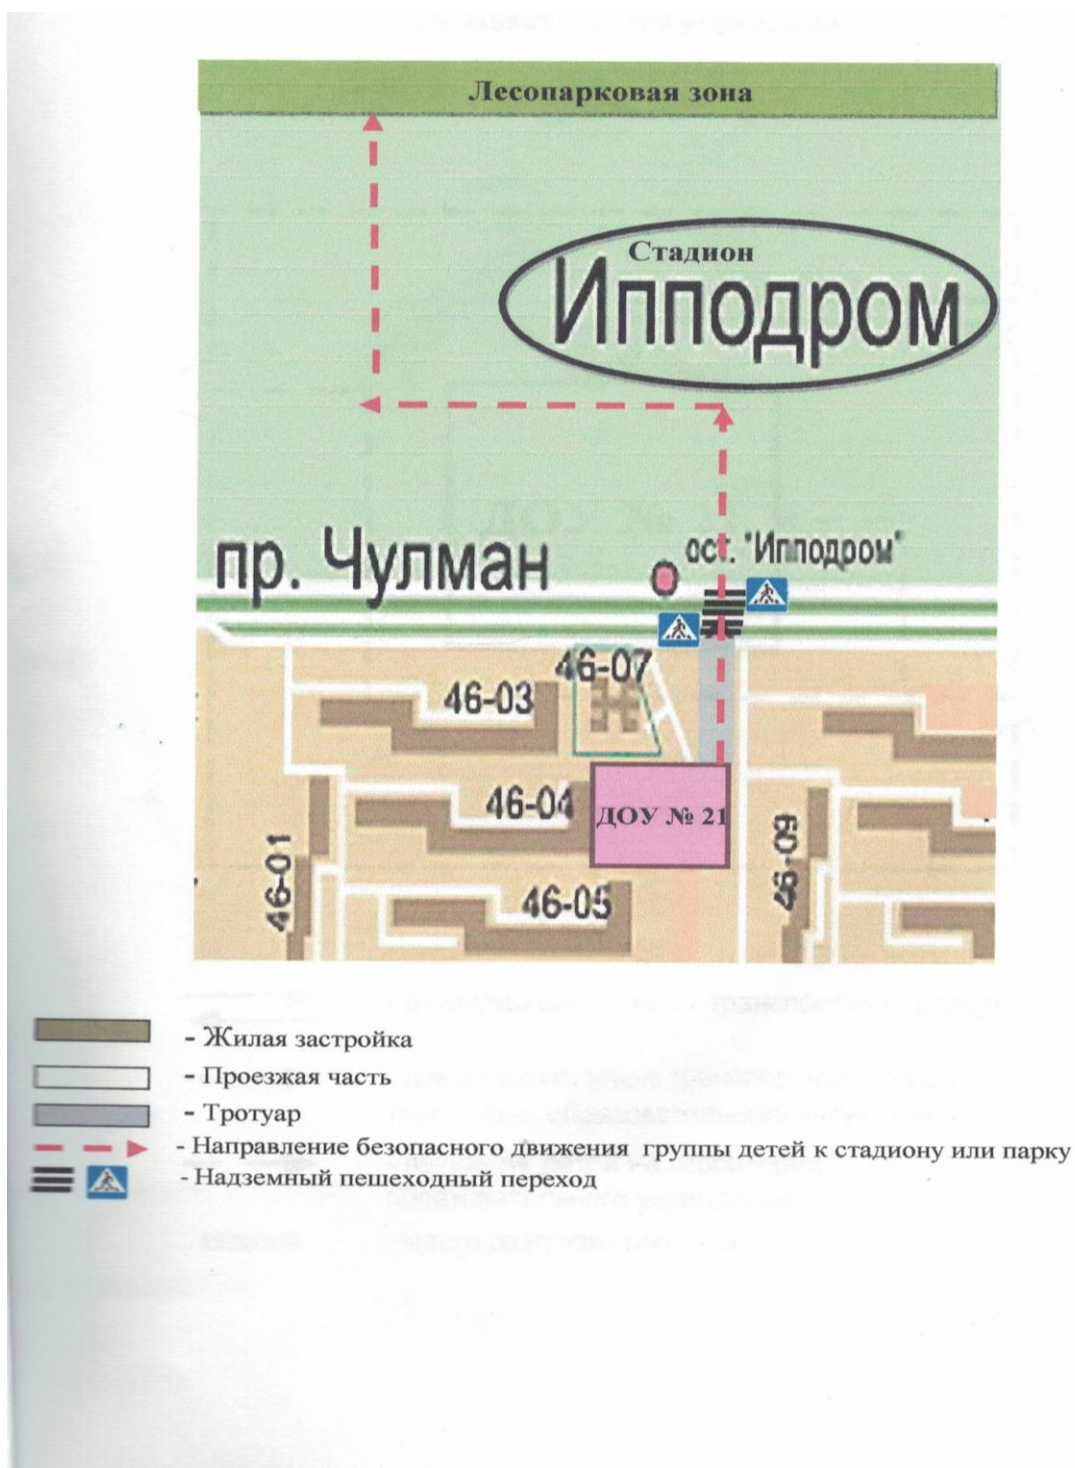 Лесопарковая зона
Стадион
Ипподром
пр. Чулман
ост. "Ипподром"
46-07
46-03
46-04
ДОУ № 21
46-01
46-09
46-05
- Жилая застройка
- Проезжая часть
- Тротуар
- Направление безопасного движения группы детей к стадиону или парку
- Надземный пешеходный переход